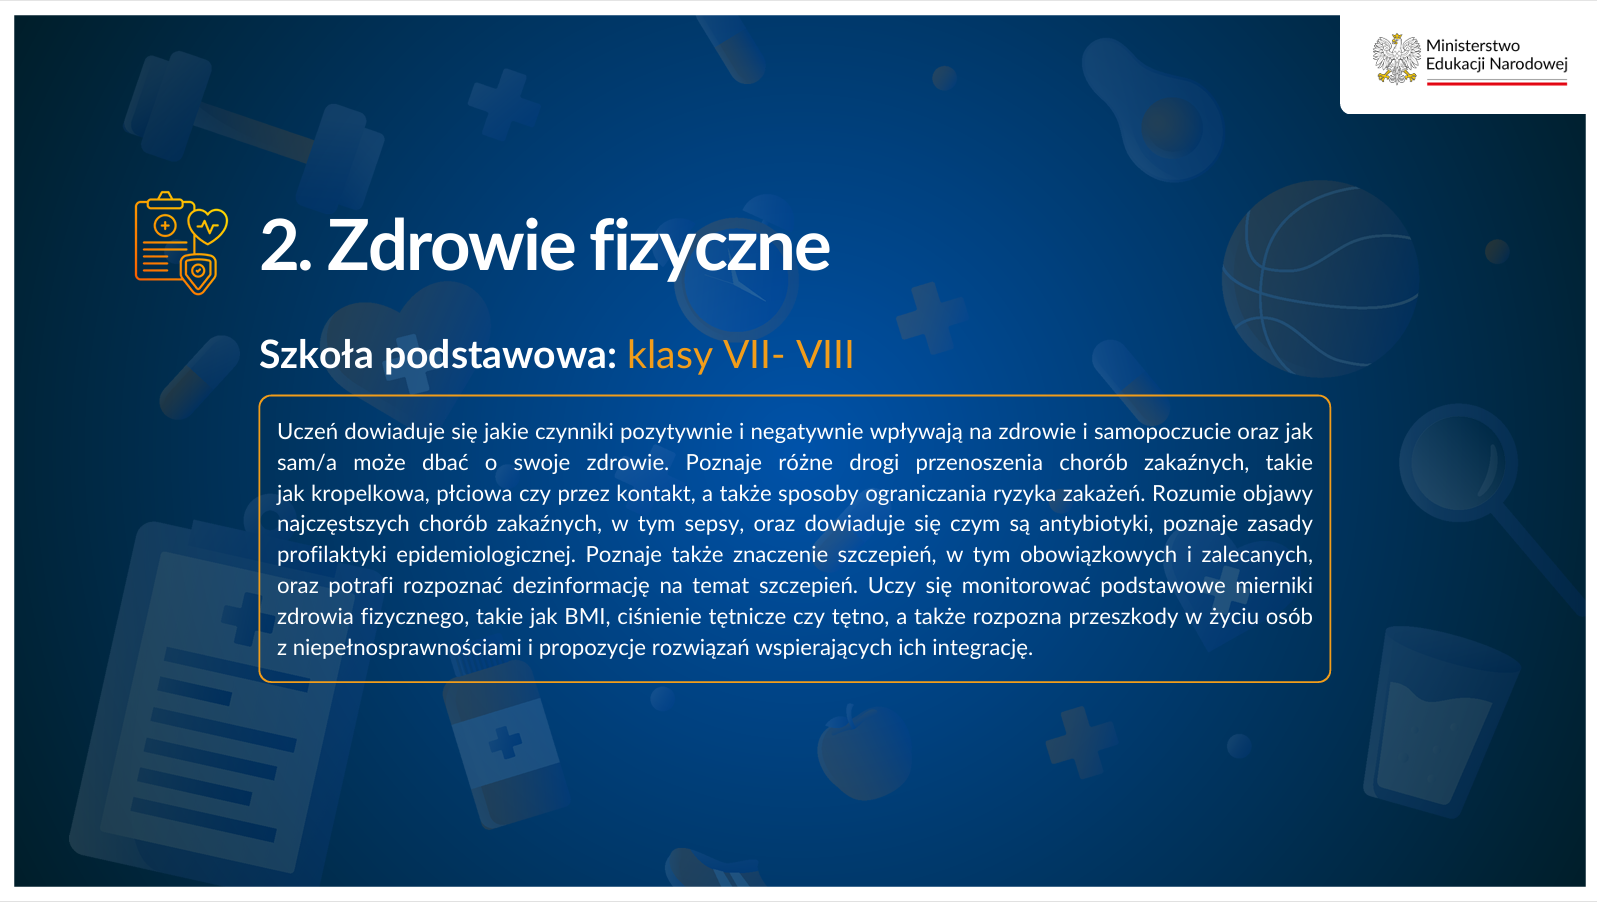 Ministerstwo
Edukacji Narodowej
2. Zdrowie fizyczne
Szkoła podstawowa: klasy VII- VIII
Uczeń dowiaduje się jakie czynniki pozytywnie i negatywnie wpływają na zdrowie i samopoczucie oraz jak
sam/a może dbać o swoje zdrowie. Poznaje różne drogi przenoszenia chorób zakaźnych, takie
jak kropelkowa, płciowa czy przez kontakt, a także sposoby ograniczania ryzyka zakażeń. Rozumie objawy
najczęstszych chorób zakaźnych, w tym sepsy, oraz dowiaduje się czym są antybiotyki, poznaje zasady
profilaktyki epidemiologicznej. Poznaje także znaczenie szczepień, w tym obowiązkowych i zalecanych,
oraz potrafi rozpoznać dezinformację na temat szczepień. Uczy się monitorować podstawowe mierniki
zdrowia fizycznego, takie jak BMI, ciśnienie tętnicze czy tętno, a także rozpozna przeszkody w życiu osób
z niepełnosprawnościami i propozycje rozwiązań wspierających ich integrację.